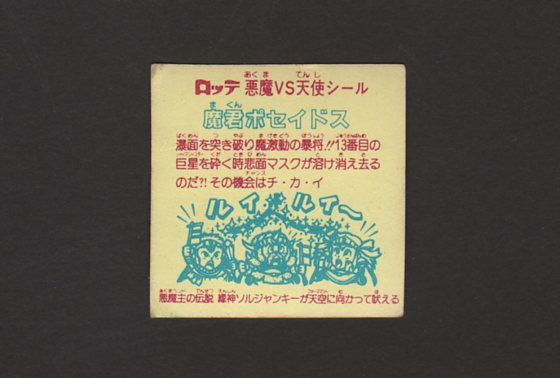 ロッテ 悪魔VS天使シール
魔君ポセイドス
瀑面を突き破り魔激動の暴将!!13番目の
巨星を砕く時悲面マスクが溶け消え去る
のだ?! その機会はチ・カ・イ
ルイ・ルイ〜
悪魔主の伝説 ソルジャンキーが天空に向かって吠える